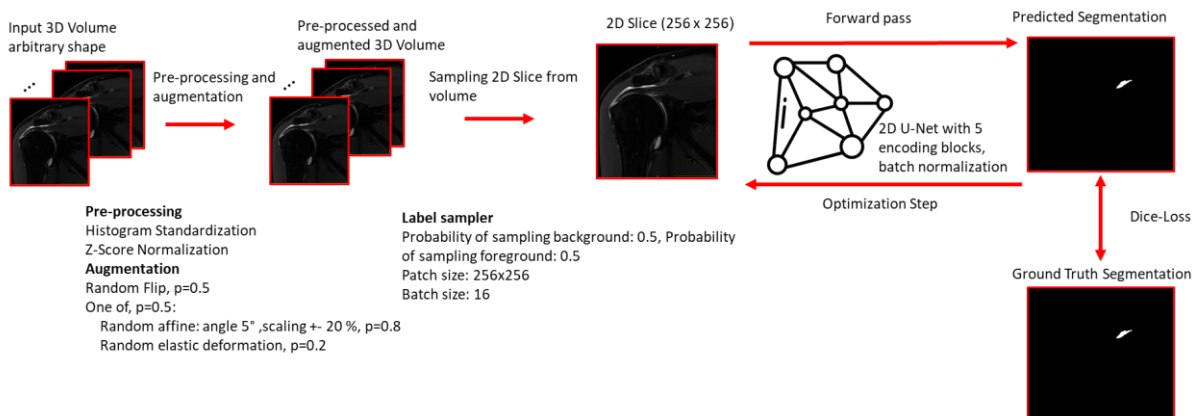 Input 3D Volume
arbitrary shape
...
Pre-processing and
augmentation
Pre-processed and
augmented 3D Volume
...
Sampling 2D Slice from
volume
2D Slice (256 x 256)
Forward pass
2D U-Net with 5
encoding blocks,
batch normalization
Optimization Step
Predicted Segmentation
Dice-Loss
Ground Truth Segmentation
Pre-processing
Histogram Standardization
Z-Score Normalization
Augmentation
Random Flip, p=0.5
One of, p=0.5:
Random affine: angle 5° ,scaling +- 20 %, p=0.8
Random elastic deformation, p=0.2
Label sampler
Probability of sampling background: 0.5, Probability
of sampling foreground: 0.5
Patch size: 256x256
Batch size: 16